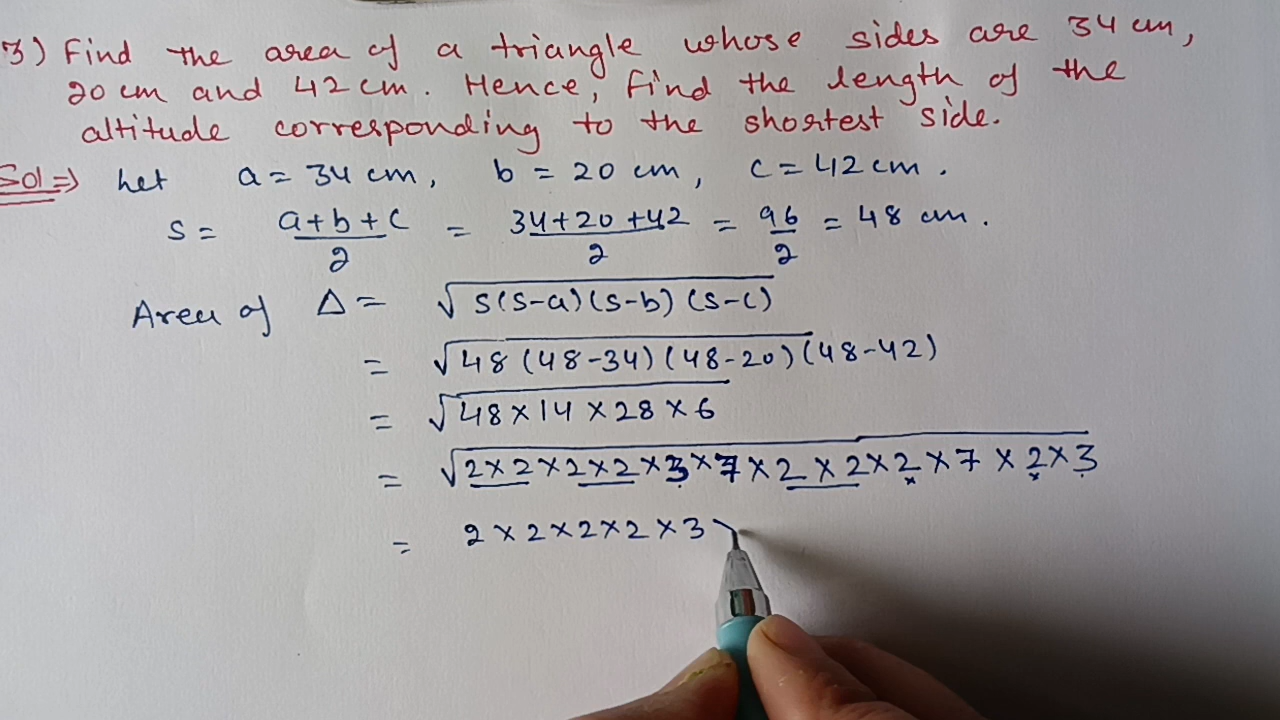 3) Find the area of a triangle whose sides are 34 cm,
20 cm and 42 cm. Hence, find the length of the
altitude corresponding to the shortest side.
Sol ⇒ Let a = 34 cm, b = 20 cm, c = 42 cm.
s = a+b+c/2 = 34+20+42/2 = 96/2 = 48 cm.
Area of Δ = √s(s-a)(s-b)(s-c)
= √48(48-34)(48-20)(48-42)
= √48×14×28×6
= √2×2×2×2×3×7×2×2×2×7×2×3
= 2×2×2×2×3